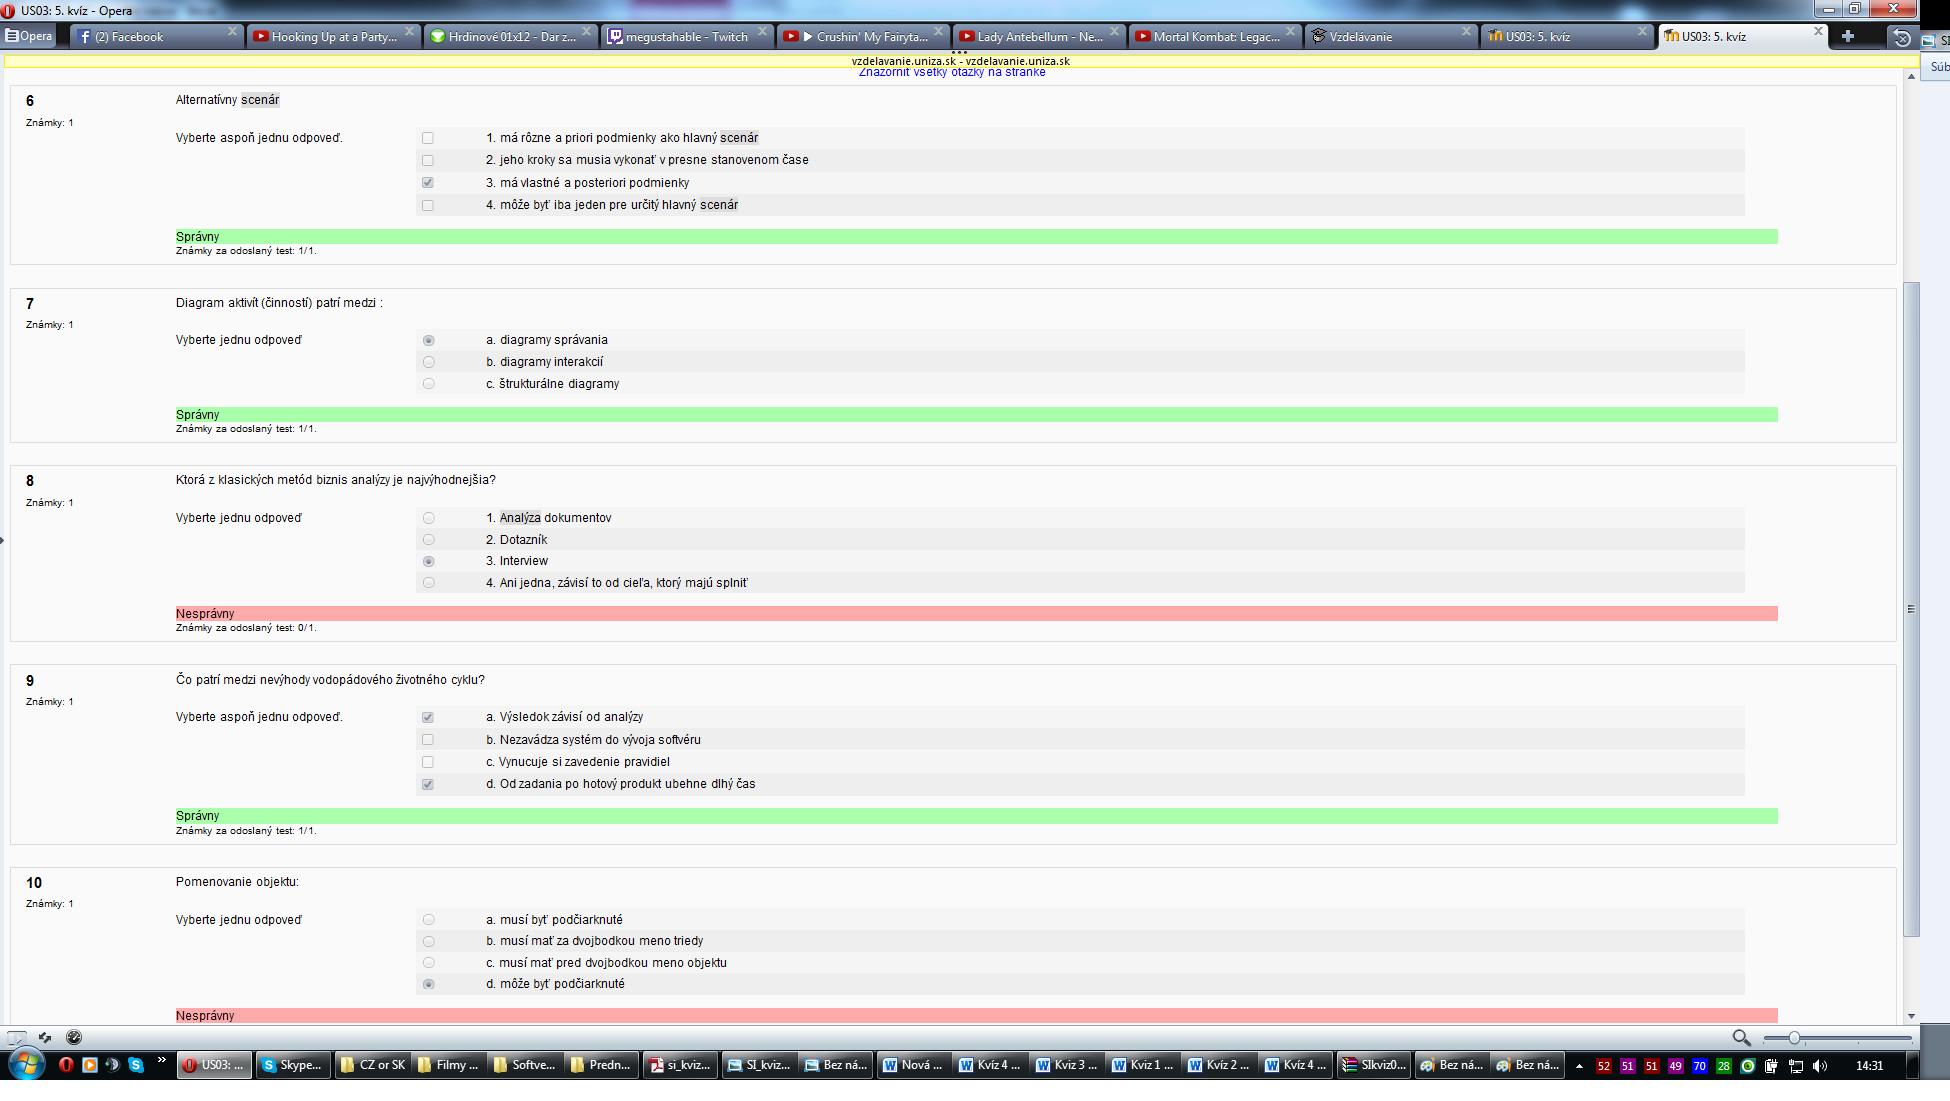 US03: 5. kvíz - Opera
Opera
(2) Facebook
Hooking Up at a Party...
Hrdinové 01x12 - Dar z...
megustahable - Twitch
Crushin' My Fairyta...
Lady Antebellum - Ne...
Mortal Kombat: Legac...
Vzdelávanie
US03: 5. kvíz
US03: 5. kvíz
vzdelavanie.uniza.sk - vzdelavanie.uniza.sk
Súb
Znázorniť všetky otázky na stránke
6
Známky: 1
Alternatívny scenár
Vyberte aspoň jednu odpoveď.
1. má rôzne a priori podmienky ako hlavný scenár
2. jeho kroky sa musia vykonať v presne stanovenom čase
3. má vlastné a posteriori podmienky
4. môže byť iba jeden pre určitý hlavný scenár
Správny
Známky za odoslaný test: 1/1.
7
Známky: 1
Diagram aktivít (činností) patrí medzi :
Vyberte jednu odpoveď
a. diagramy správania
b. diagramy interakcií
c. štrukturálne diagramy
Správny
Známky za odoslaný test: 1/1.
8
Známky: 1
Ktorá z klasických metód biznis analýzy je najvýhodnejšia?
Vyberte jednu odpoveď
1. Analýza dokumentov
2. Dotazník
3. Interview
4. Ani jedna, závisí to od cieľa, ktorý majú splniť
Nesprávny
Známky za odoslaný test: 0/1.
9
Známky: 1
Čo patrí medzi nevýhody vodopádového životného cyklu?
Vyberte aspoň jednu odpoveď.
a. Výsledok závisí od analýzy
b. Nezavádza systém do vývoja softvéru
c. Vynucuje si zavedenie pravidiel
d. Od zadania po hotový produkt ubehne dlhý čas
Správny
Známky za odoslaný test: 1/1.
10
Známky: 1
Pomenovanie objektu:
Vyberte jednu odpoveď
a. musí byť podčiarknuté
b. musí mať za dvojbodkou meno triedy
c. musí mať pred dvojbodkou meno objektu
d. môže byť podčiarknuté
Nesprávny
US03: ...
Skype...
CZ or SK
Filmy ...
Softve...
Predn...
si_kviz...
SI_kviz...
Bez ná...
Nová ...
Kvíz 4 ...
Kviz 3 ...
Kviz 1 ...
Kvíz 2 ...
Kvíz 4 ...
SIkviz0...
Bez ná...
Bez ná...
52 51 51 49 70 28
14:31